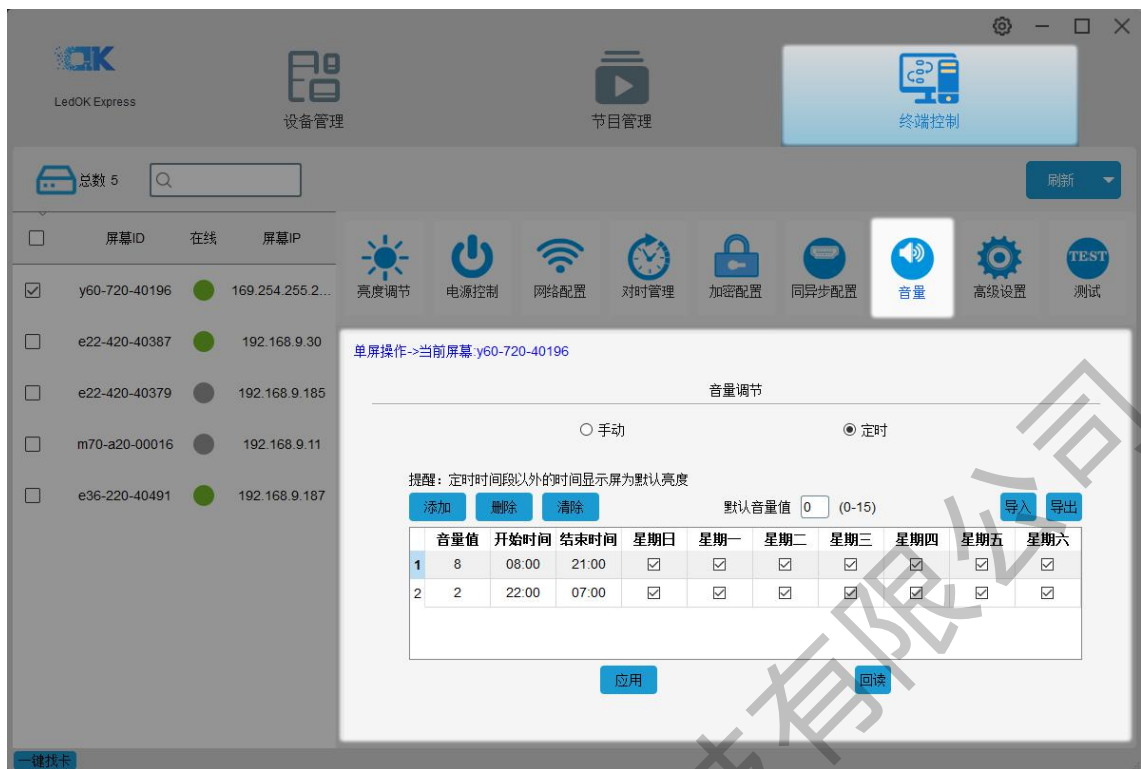 LedOK Express
设备管理
节目管理
终端控制
总数 5
刷新
屏幕ID 在线 屏幕IP
y60-720-40196 169.254.255.2...
e22-420-40387 192.168.9.30
e22-420-40379 192.168.9.185
m70-a20-00016 192.168.9.11
e36-220-40491 192.168.9.187
亮度调节 电源控制 网络配置 对时管理 加密配置 同异步配置 音量 高级设置 TEST 测试
单屏操作->当前屏幕:y60-720-40196
音量调节
手动 定时
提醒：定时时间段以外的时间显示屏为默认亮度
添加 删除 清除 默认音量值 0 (0-15) 导入 导出
音量值 开始时间 结束时间 星期日 星期一 星期二 星期三 星期四 星期五 星期六
1 8 08:00 21:00
2 2 22:00 07:00
应用 回读
一键找卡
技有限公司